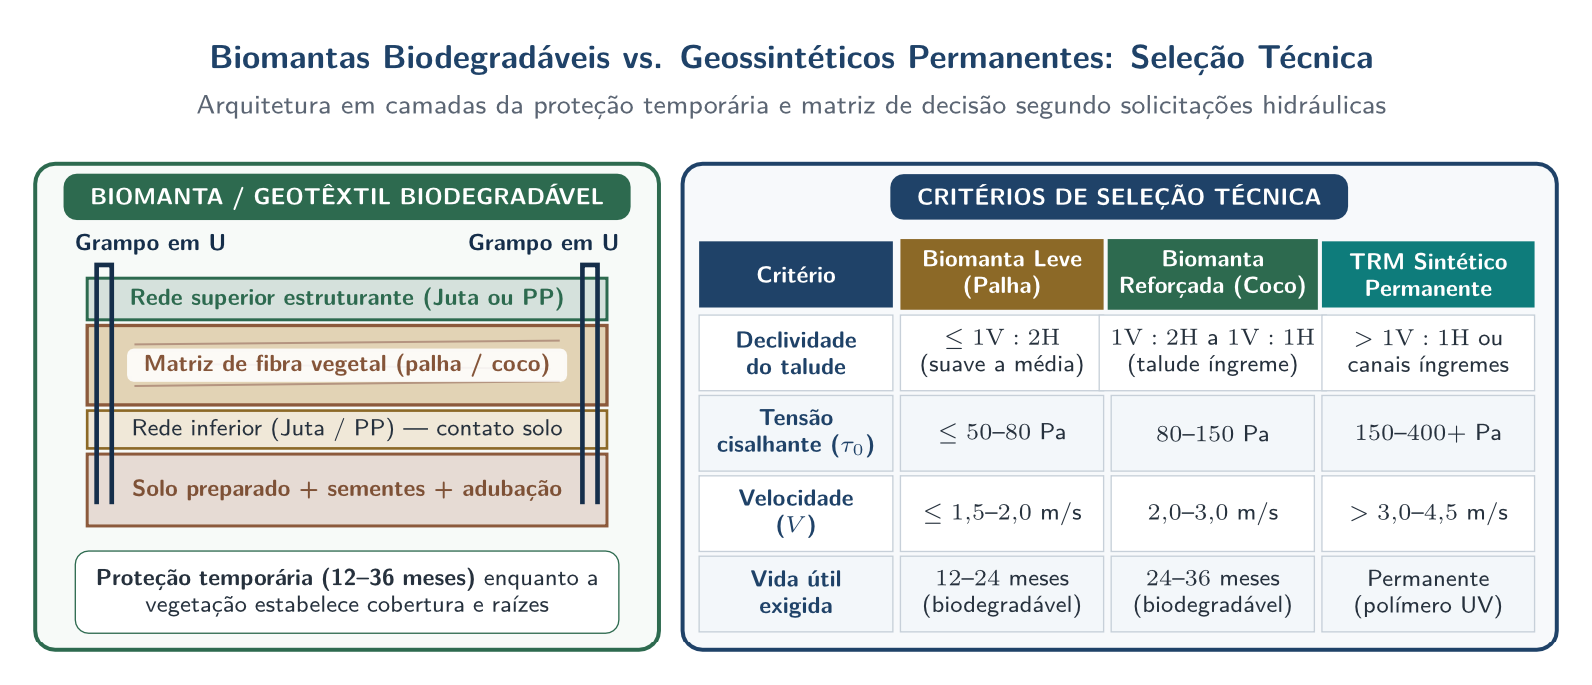 Biomantas Biodegradáveis vs. Geossintéticos Permanentes: Seleção Técnica
Arquitetura em camadas da proteção temporária e matriz de decisão segundo solicitações hidráulicas
BIOMANTA / GEOTÊXTIL BIODEGRADÁVEL
Grampo em U
Grampo em U
Rede superior estruturante (Juta ou PP)
Matriz de fibra vegetal (palha / coco)
Rede inferior (Juta / PP) — contato solo
Solo preparado + sementes + adubação
Proteção temporária (12–36 meses) enquanto a
vegetação estabelece cobertura e raízes
CRITÉRIOS DE SELEÇÃO TÉCNICA
Critério
Biomanta Leve
(Palha)
Biomanta
Reforçada (Coco)
TRM Sintético
Permanente
Declividade
do talude
≤ 1V : 2H
(suave a média)
1V : 2H a 1V : 1H
(talude íngreme)
> 1V : 1H ou
canais íngremes
Tensão
cisalhante (τ₀)
≤ 50–80 Pa
80–150 Pa
150–400+ Pa
Velocidade
(V)
≤ 1,5–2,0 m/s
2,0–3,0 m/s
> 3,0–4,5 m/s
Vida útil
exigida
12–24 meses
(biodegradável)
24–36 meses
(biodegradável)
Permanente
(polímero UV)